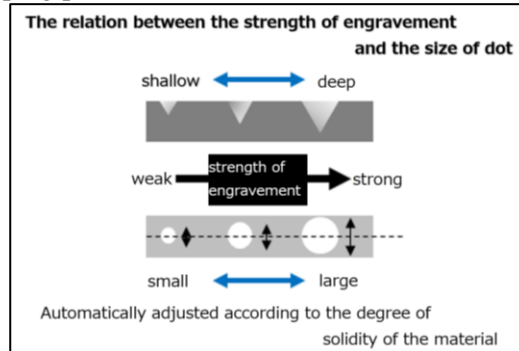 The relation between the strength of engravement
and the size of dot
shallow deep
weak strength of engravement strong
small large
Automatically adjusted according to the degree of
solidity of the material